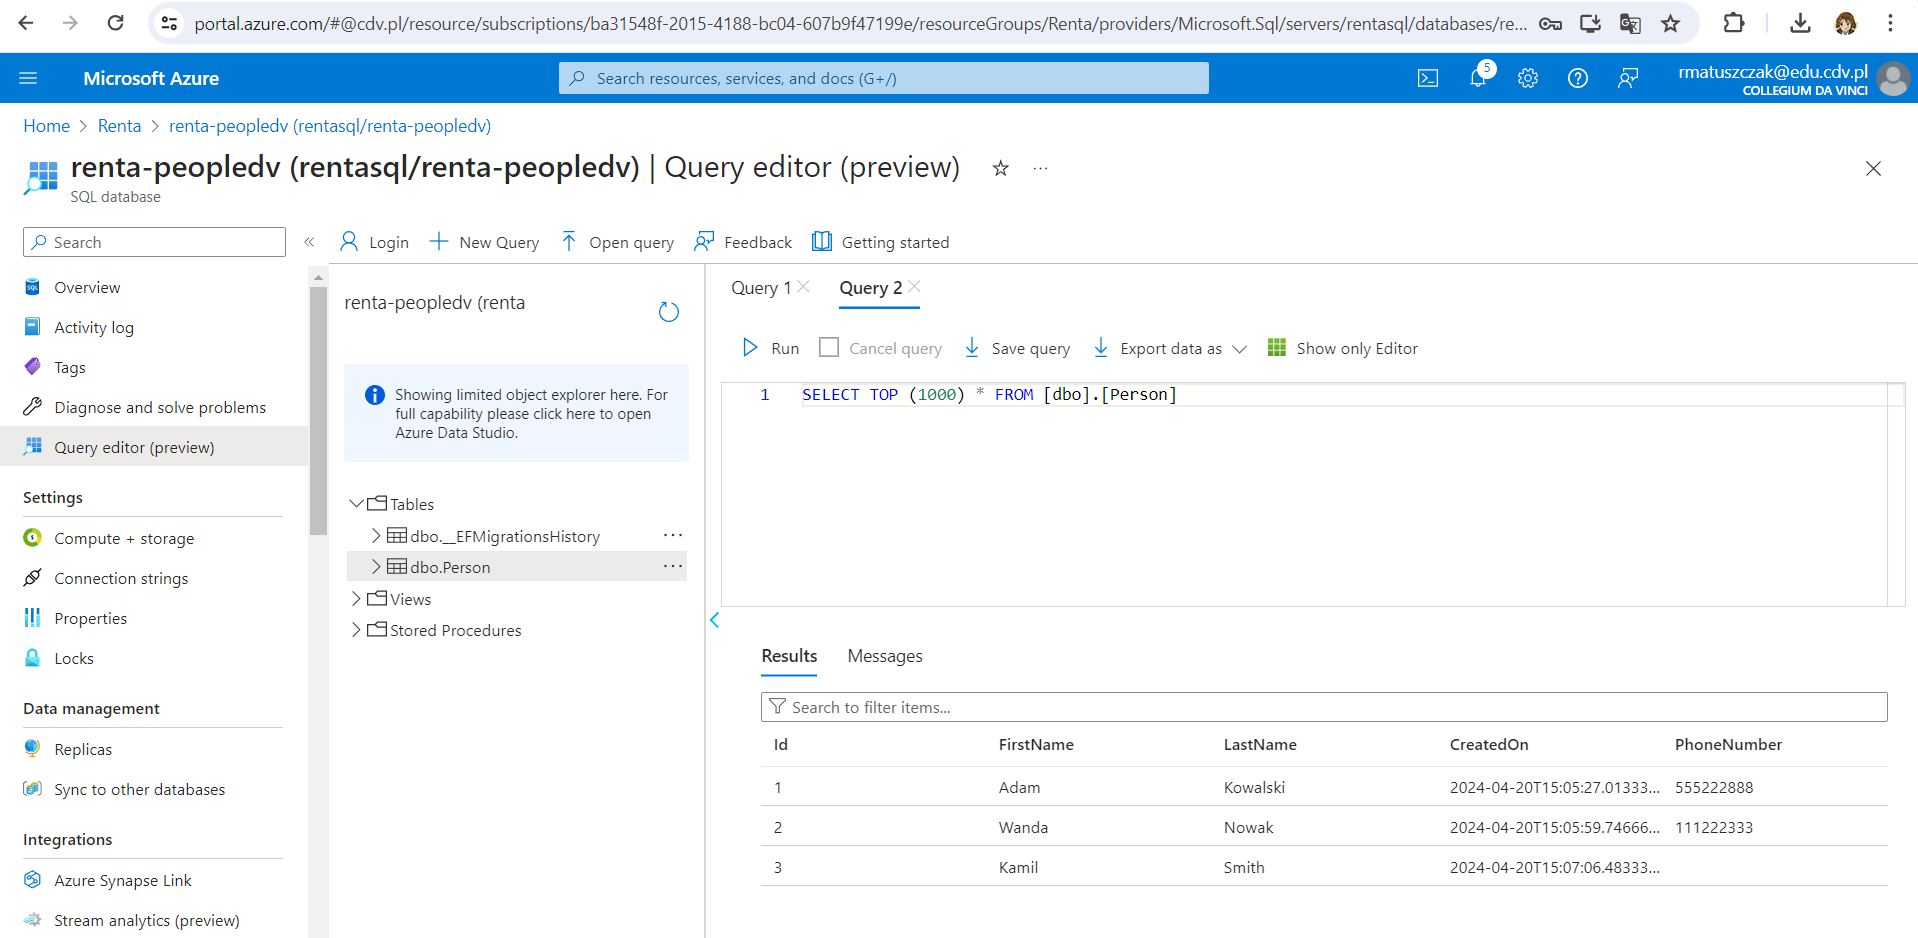 portal.azure.com/#@cdv.pl/resource/subscriptions/ba31548f-2015-4188-bc04-607b9f47199e/resourceGroups/Renta/providers/Microsoft.Sql/servers/rentasql/databases/re...
Microsoft Azure
Search resources, services, and docs (G+/)
5
rmatuszczak@edu.cdv.pl
COLLEGIUM DA VINCI
Home > Renta > renta-peopledv (rentasql/renta-peopledv)
renta-peopledv (rentasql/renta-peopledv) | Query editor (preview)
SQL database
Search
Overview
Activity log
Tags
Diagnose and solve problems
Query editor (preview)
Settings
Compute + storage
Connection strings
Properties
Locks
Data management
Replicas
Sync to other databases
Integrations
Azure Synapse Link
Stream analytics (preview)
Login
New Query
Open query
Feedback
Getting started
renta-peopledv (renta
Showing limited object explorer here. For
full capability please click here to open
Azure Data Studio.
Tables
dbo.__EFMigrationsHistory
dbo.Person
Views
Stored Procedures
Query 1
Query 2
Run
Cancel query
Save query
Export data as
Show only Editor
1 SELECT TOP (1000) * FROM [dbo].[Person]
Results
Messages
Search to filter items...
Id FirstName LastName CreatedOn PhoneNumber
1 Adam Kowalski 2024-04-20T15:05:27.01333... 555222888
2 Wanda Nowak 2024-04-20T15:05:59.74666... 111222333
3 Kamil Smith 2024-04-20T15:07:06.48333...